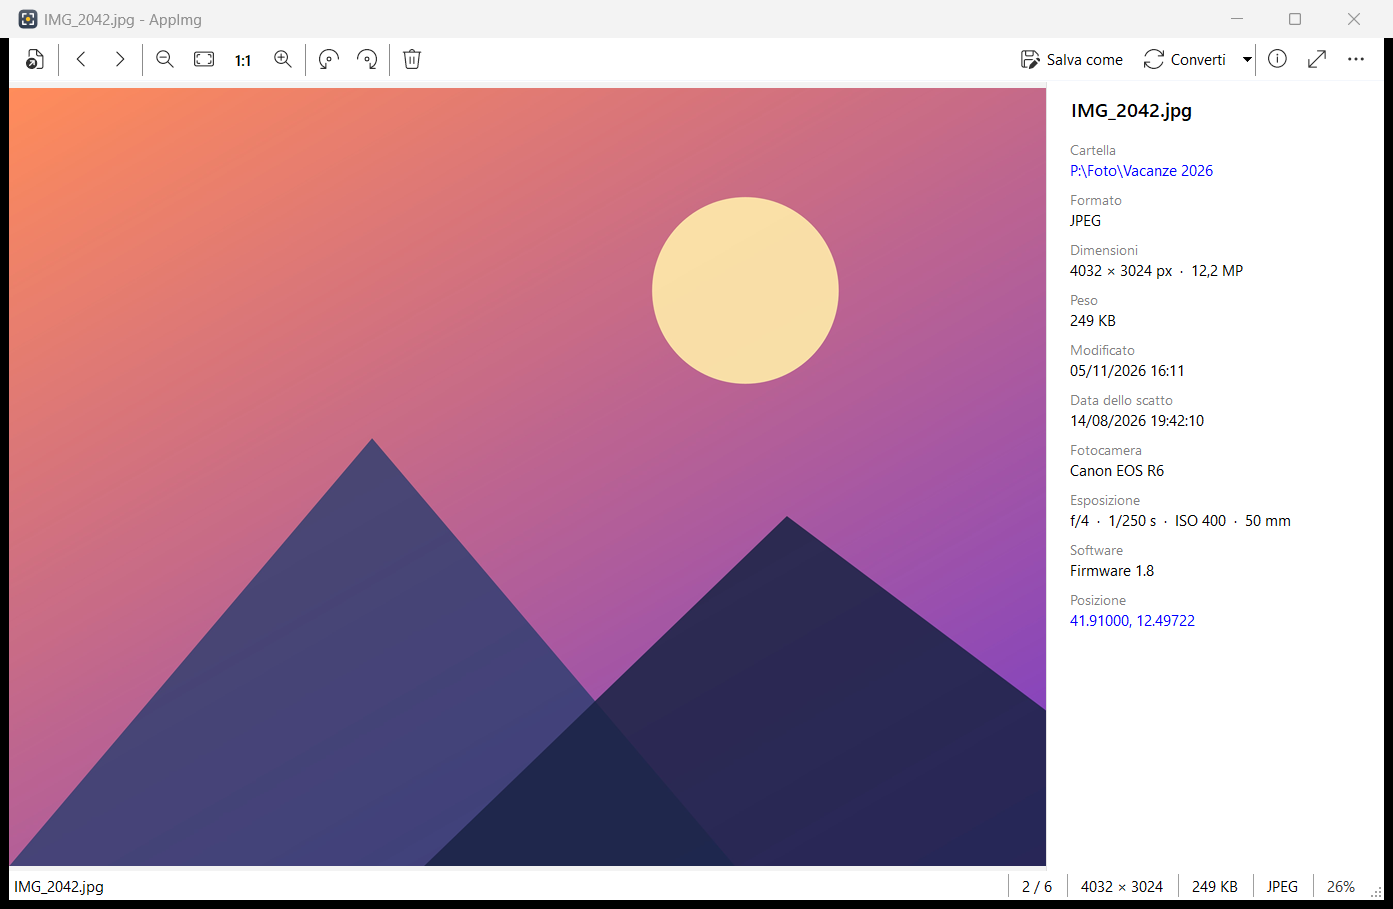 IMG_2042.jpg - AppImg
1:1
Salva come
Converti
IMG_2042.jpg
Cartella
P:\Foto\Vacanze 2026
Formato
JPEG
Dimensioni
4032 × 3024 px · 12,2 MP
Peso
249 KB
Modificato
05/11/2026 16:11
Data dello scatto
14/08/2026 19:42:10
Fotocamera
Canon EOS R6
Esposizione
f/4 · 1/250 s · ISO 400 · 50 mm
Software
Firmware 1.8
Posizione
41.91000, 12.49722
IMG_2042.jpg
2 / 6
4032 × 3024
249 KB
JPEG
26%